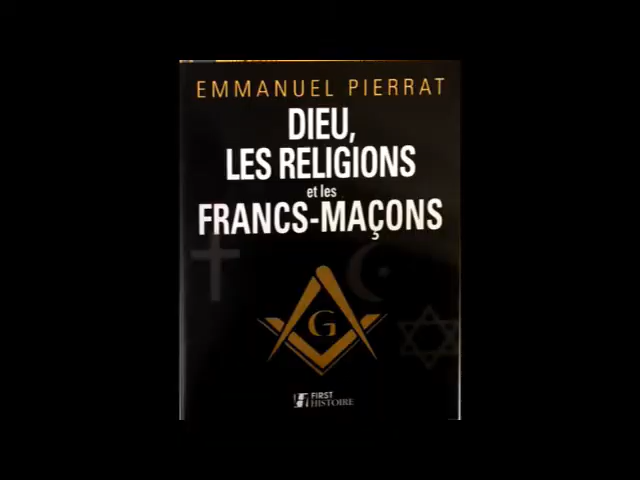 EMMANUEL PIERRAT
DIEU,
LES RELIGIONS
et les
FRANCS-MAÇONS
G
FIRST
HISTOIRE